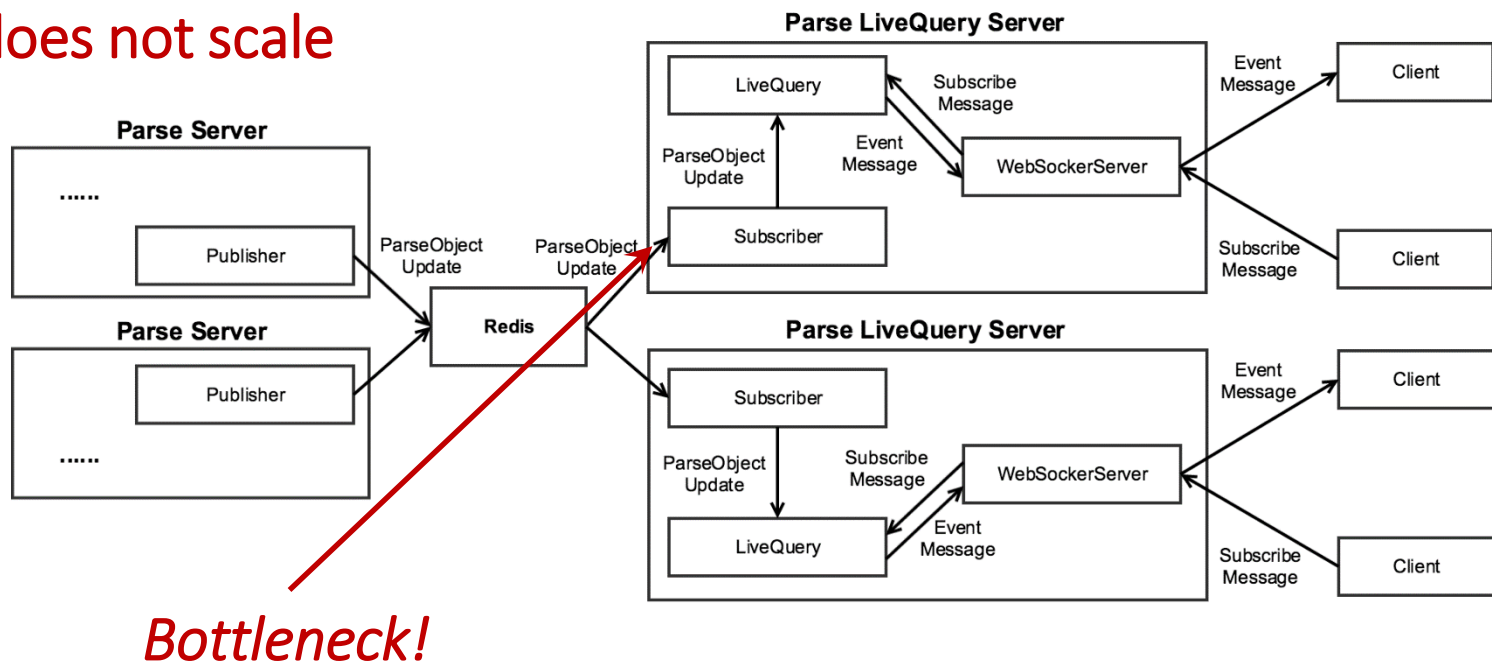 does not scale
Parse Server
......
Publisher
Parse Server
Publisher
......
ParseObject
Update
Redis
ParseObject
Update
Parse LiveQuery Server
LiveQuery
ParseObject
Update
Subscriber
Subscribe
Message
Event
Message
WebSockerServer
Event
Message
Client
Subscribe
Message
Client
Parse LiveQuery Server
Subscriber
ParseObject
Update
LiveQuery
Subscribe
Message
Event
Message
WebSockerServer
Event
Message
Client
Subscribe
Message
Client
Bottleneck!